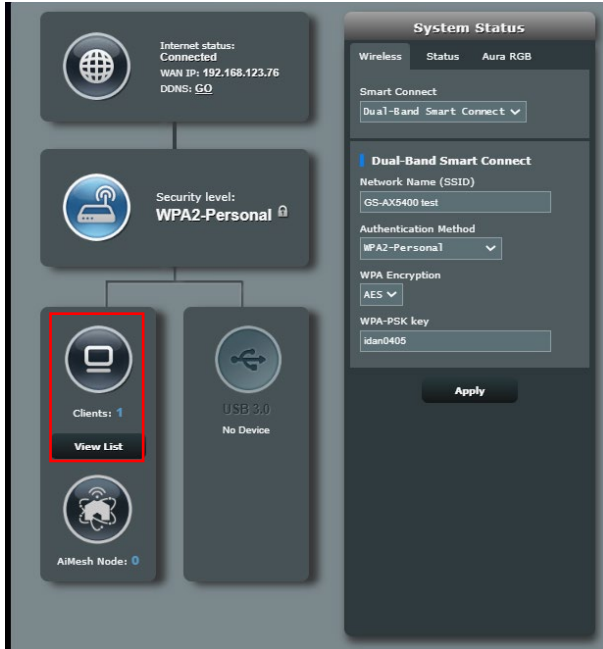 Internet status:
Connected
WAN IP: 192.168.123.76
DDNS: GO
Security level:
WPA2-Personal
Clients: 1
View List
AiMesh Node: 0
USB 3.0
No Device
System Status
Wireless Status Aura RGB
Smart Connect
Dual-Band Smart Connect
Dual-Band Smart Connect
Network Name (SSID)
GS-AX5400 test
Authentication Method
WPA2-Personal
WPA Encryption
AES
WPA-PSK key
idan0405
Apply